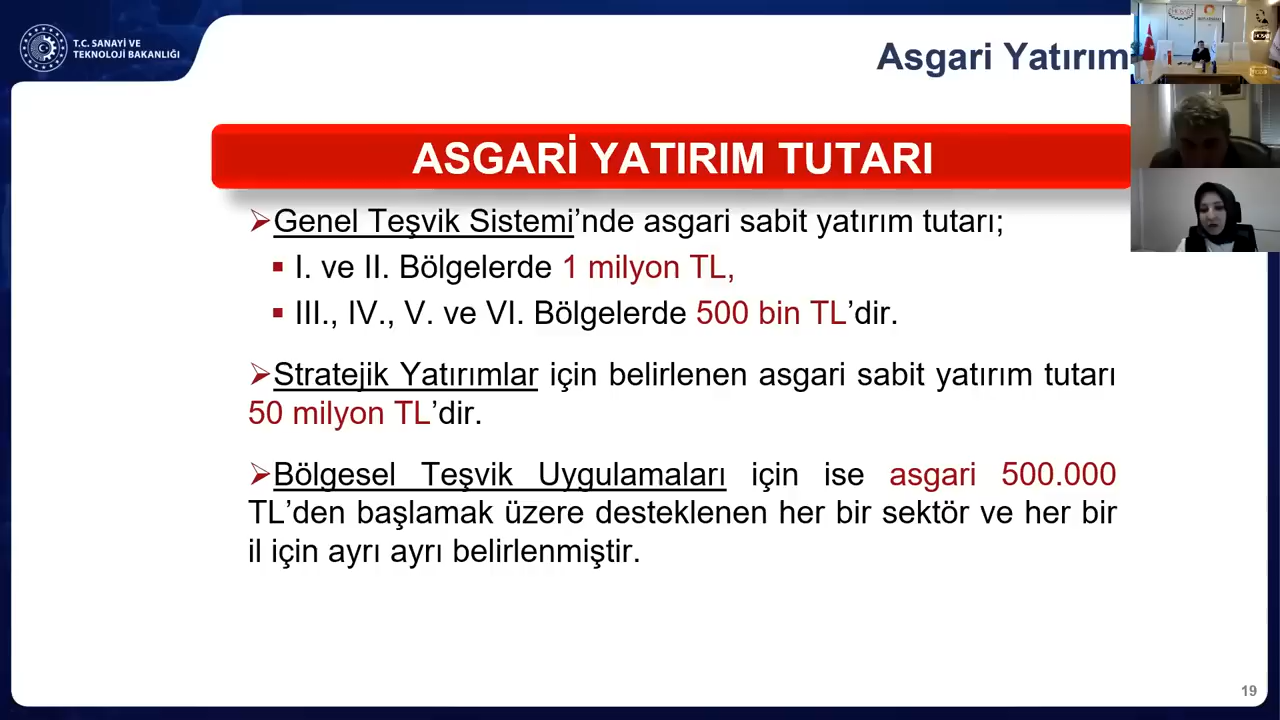 T.C. SANAYİ VE
TEKNOLOJİ BAKANLIĞI
Asgari Yatırım
ASGARİ YATIRIM TUTARI
Genel Teşvik Sistemi’nde asgari sabit yatırım tutarı;
I. ve II. Bölgelerde 1 milyon TL,
III., IV., V. ve VI. Bölgelerde 500 bin TL’dir.
Stratejik Yatırımlar için belirlenen asgari sabit yatırım tutarı
50 milyon TL’dir.
Bölgesel Teşvik Uygulamaları için ise asgari 500.000
TL’den başlamak üzere desteklenen her bir sektör ve her bir
il için ayrı ayrı belirlenmiştir.
19